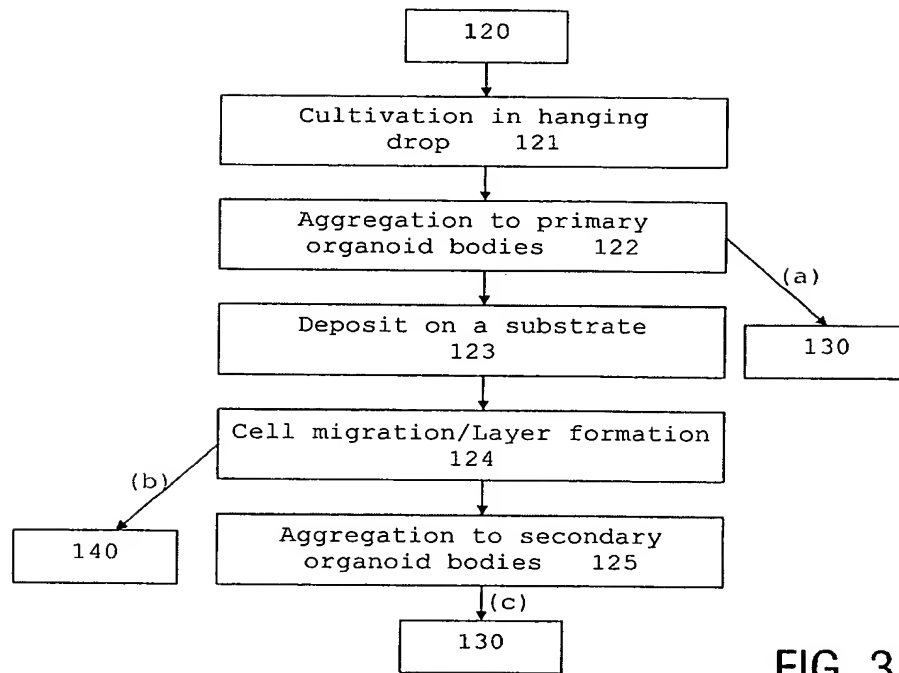 120
Cultivation in hanging
drop 121
Aggregation to primary
organoid bodies 122
(a)
Deposit on a substrate
123
130
Cell migration/Layer formation
124
(b)
140
Aggregation to secondary
organoid bodies 125
(c)
130
FIG. 3